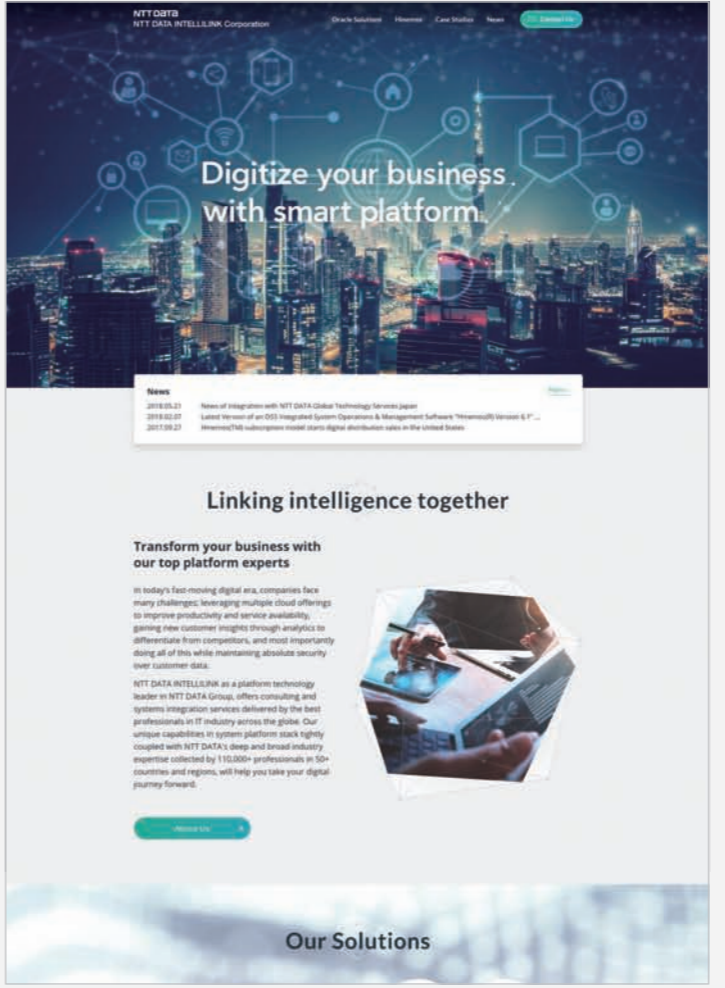 NTT DATA
NTT DATA INTELLILINK Corporation
Oracle Solutions Hinemos Case Studies News Contact Us
Digitize your business
with smart platform.
News
2018.05.21 News of integration with NTT DATA Global Technology Services Japan
2018.02.07 Latest Version of an OSS Integrated System Operations & Management Software "Hinemos(R) Version 6.1" ...
2017.09.27 Hinemos(TM) subscription model starts digital distribution sales in the United States
Linking intelligence together
Transform your business with
our top platform experts
In today's fast-moving digital era, companies face
many challenges; leveraging multiple cloud offerings
to improve productivity and service availability,
gaining new customer insights through analytics to
differentiate from competitors, and most importantly
doing all of this while maintaining absolute security
over customer data.
NTT DATA INTELLILINK as a platform technology
leader in NTT DATA Group, offers consulting and
systems integration services delivered by the best
professionals in IT industry across the globe. Our
unique capabilities in system platform stack tightly
coupled with NTT DATA's deep and broad industry
expertise collected by 110,000+ professionals in 50+
countries and regions, will help you take your digital
journey forward.
About Us
Our Solutions